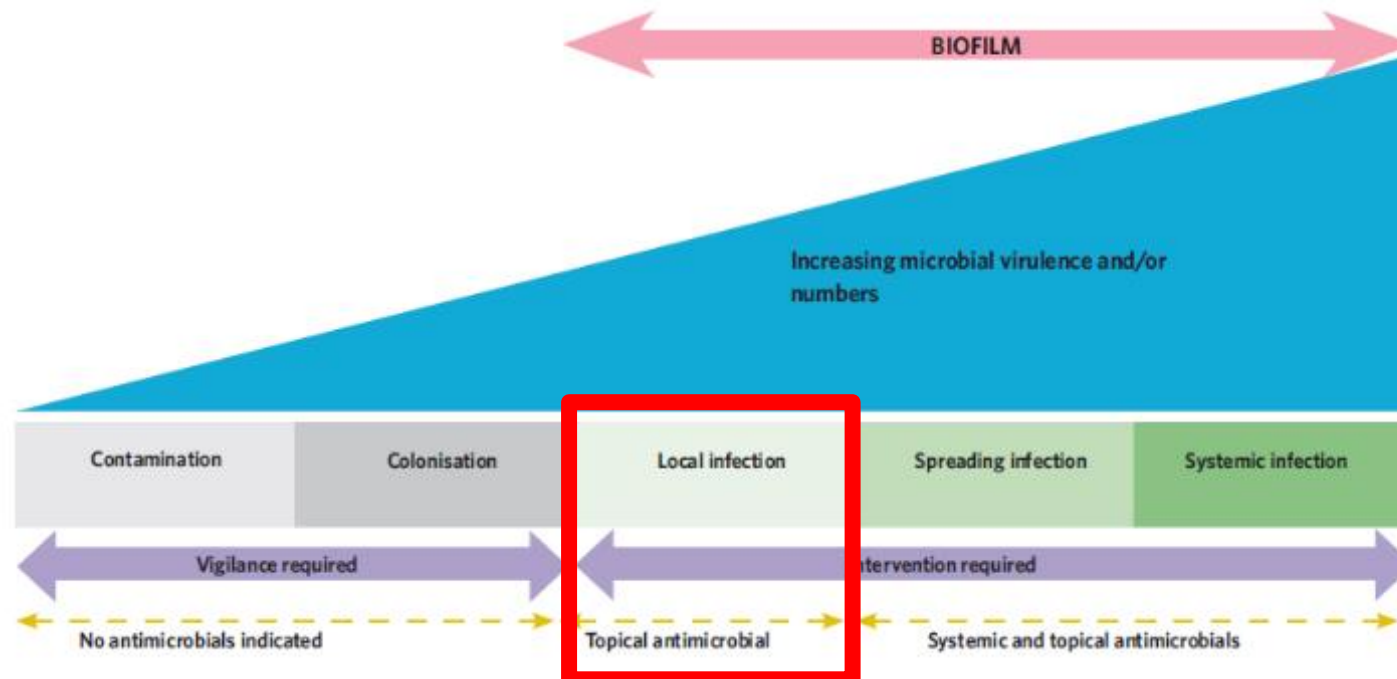 BIOFILM
Increasing microbial virulence and/or
numbers
Contamination
Colonisation
Local infection
Spreading infection
Systemic infection
Vigilance required
ntervention required
No antimicrobials indicated
Topical antimicrobial
Systemic and topical antimicrobials